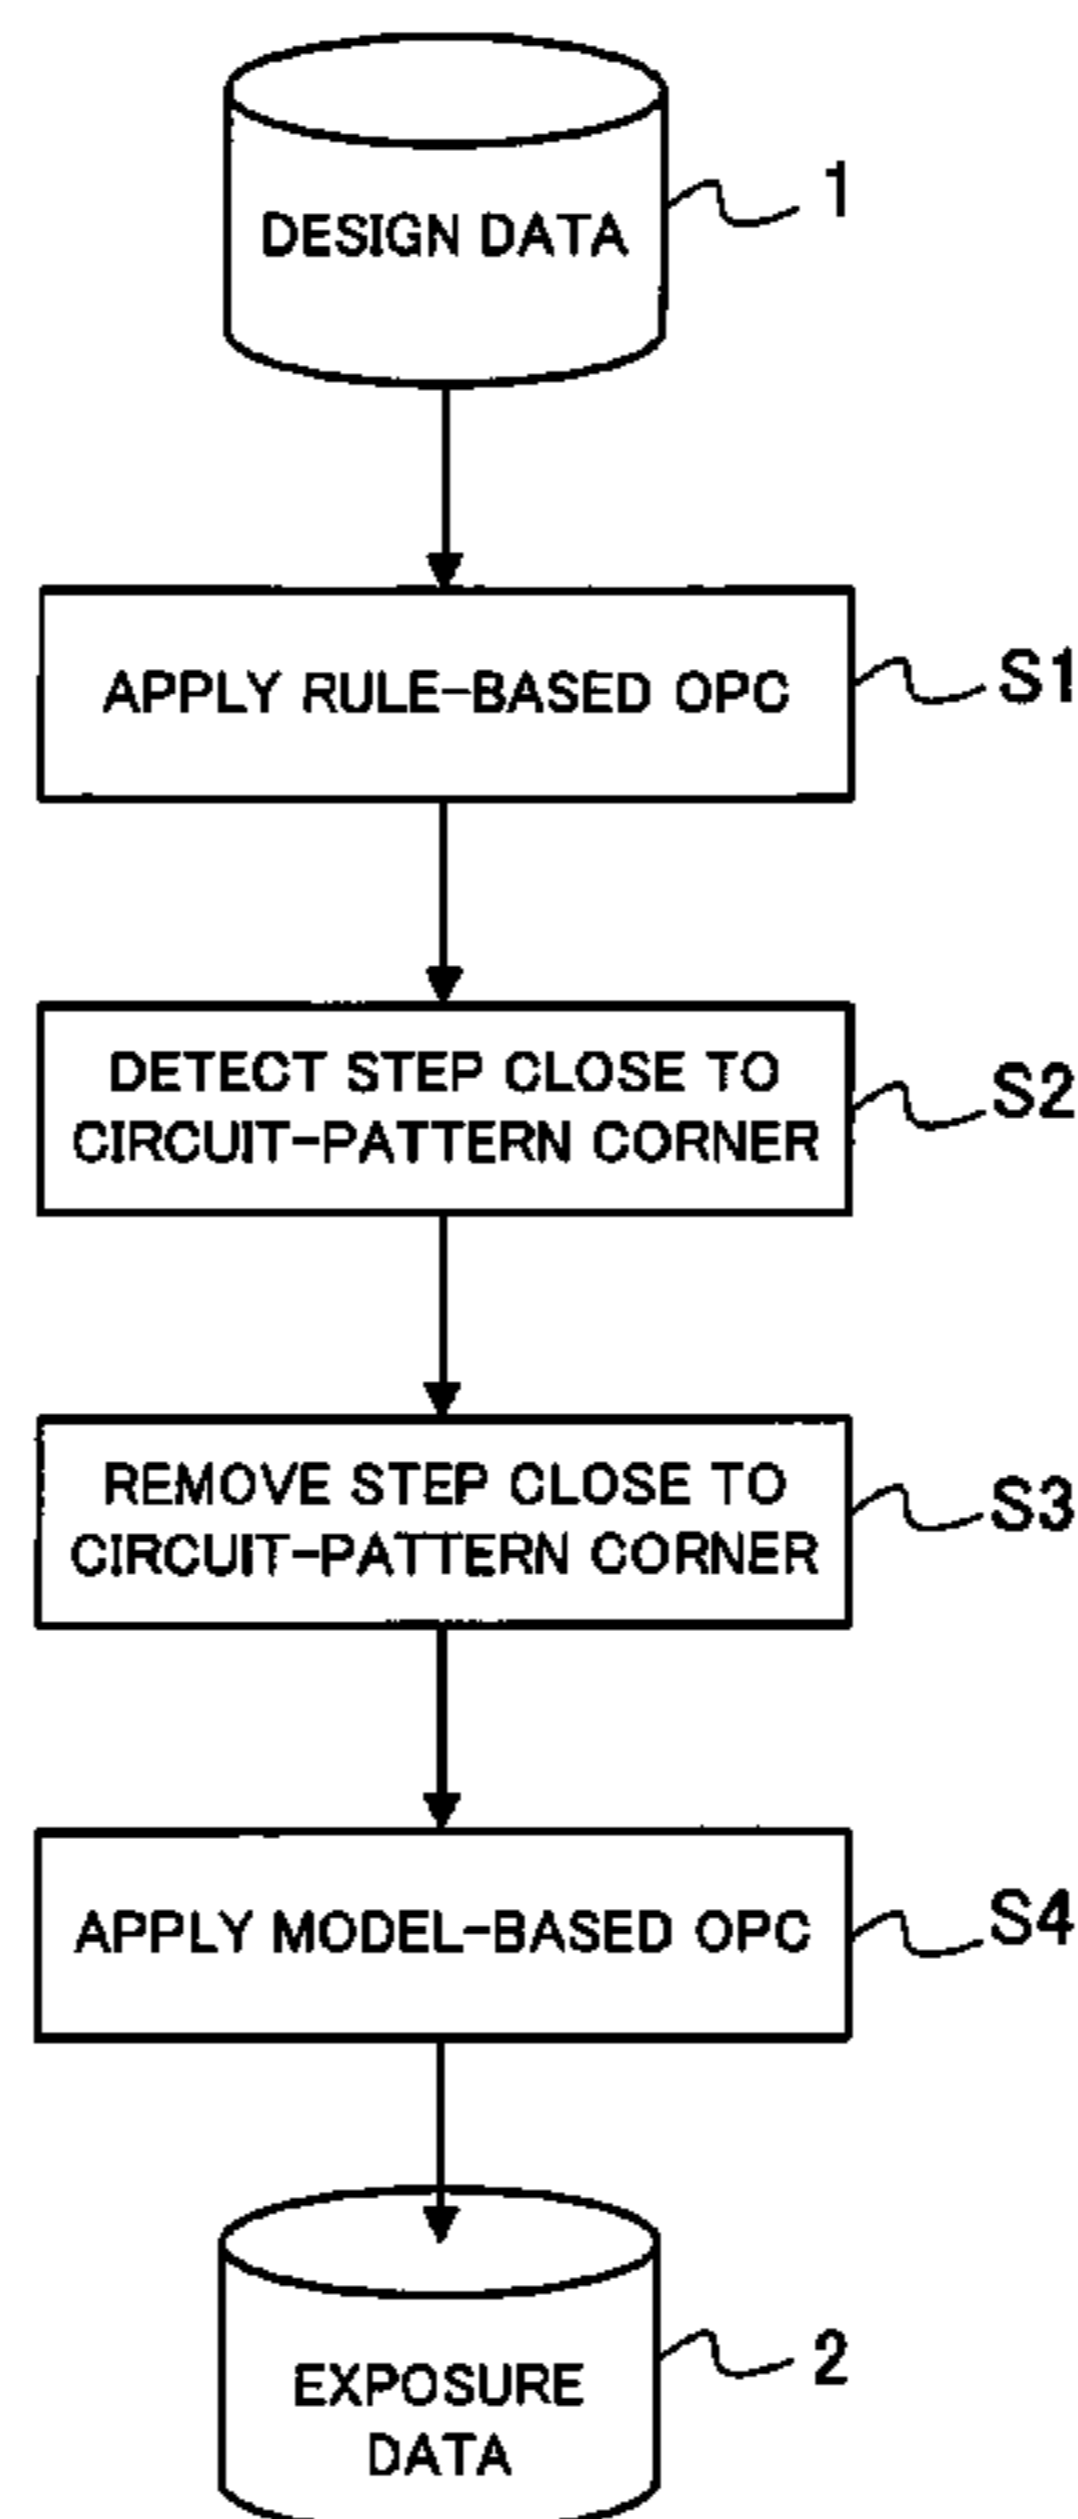 DESIGN DATA
1
APPLY RULE-BASED OPC
S1
DETECT STEP CLOSE TO
CIRCUIT-PATTERN CORNER
S2
REMOVE STEP CLOSE TO
CIRCUIT-PATTERN CORNER
S3
APPLY MODEL-BASED OPC
S4
EXPOSURE
DATA
2